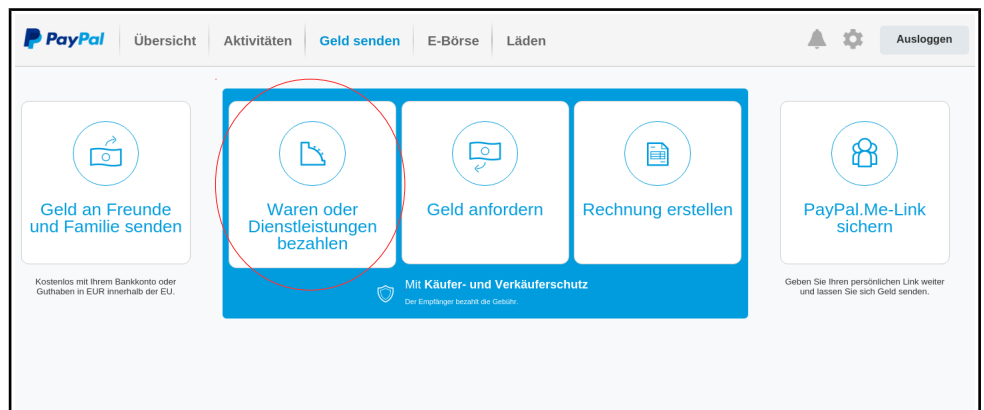 PayPal Übersicht Aktivitäten Geld senden E-Börse Läden Ausloggen
Geld an Freunde
und Familie senden
Kostenlos mit Ihrem Bankkonto oder
Guthaben in EUR innerhalb der EU.
Waren oder
Dienstleistungen
bezahlen
Geld anfordern
Rechnung erstellen
Mit Käufer- und Verkäuferschutz
Der Empfänger bezahlt die Gebühr.
PayPal.Me-Link
sichern
Geben Sie Ihren persönlichen Link weiter
und lassen Sie sich Geld senden.